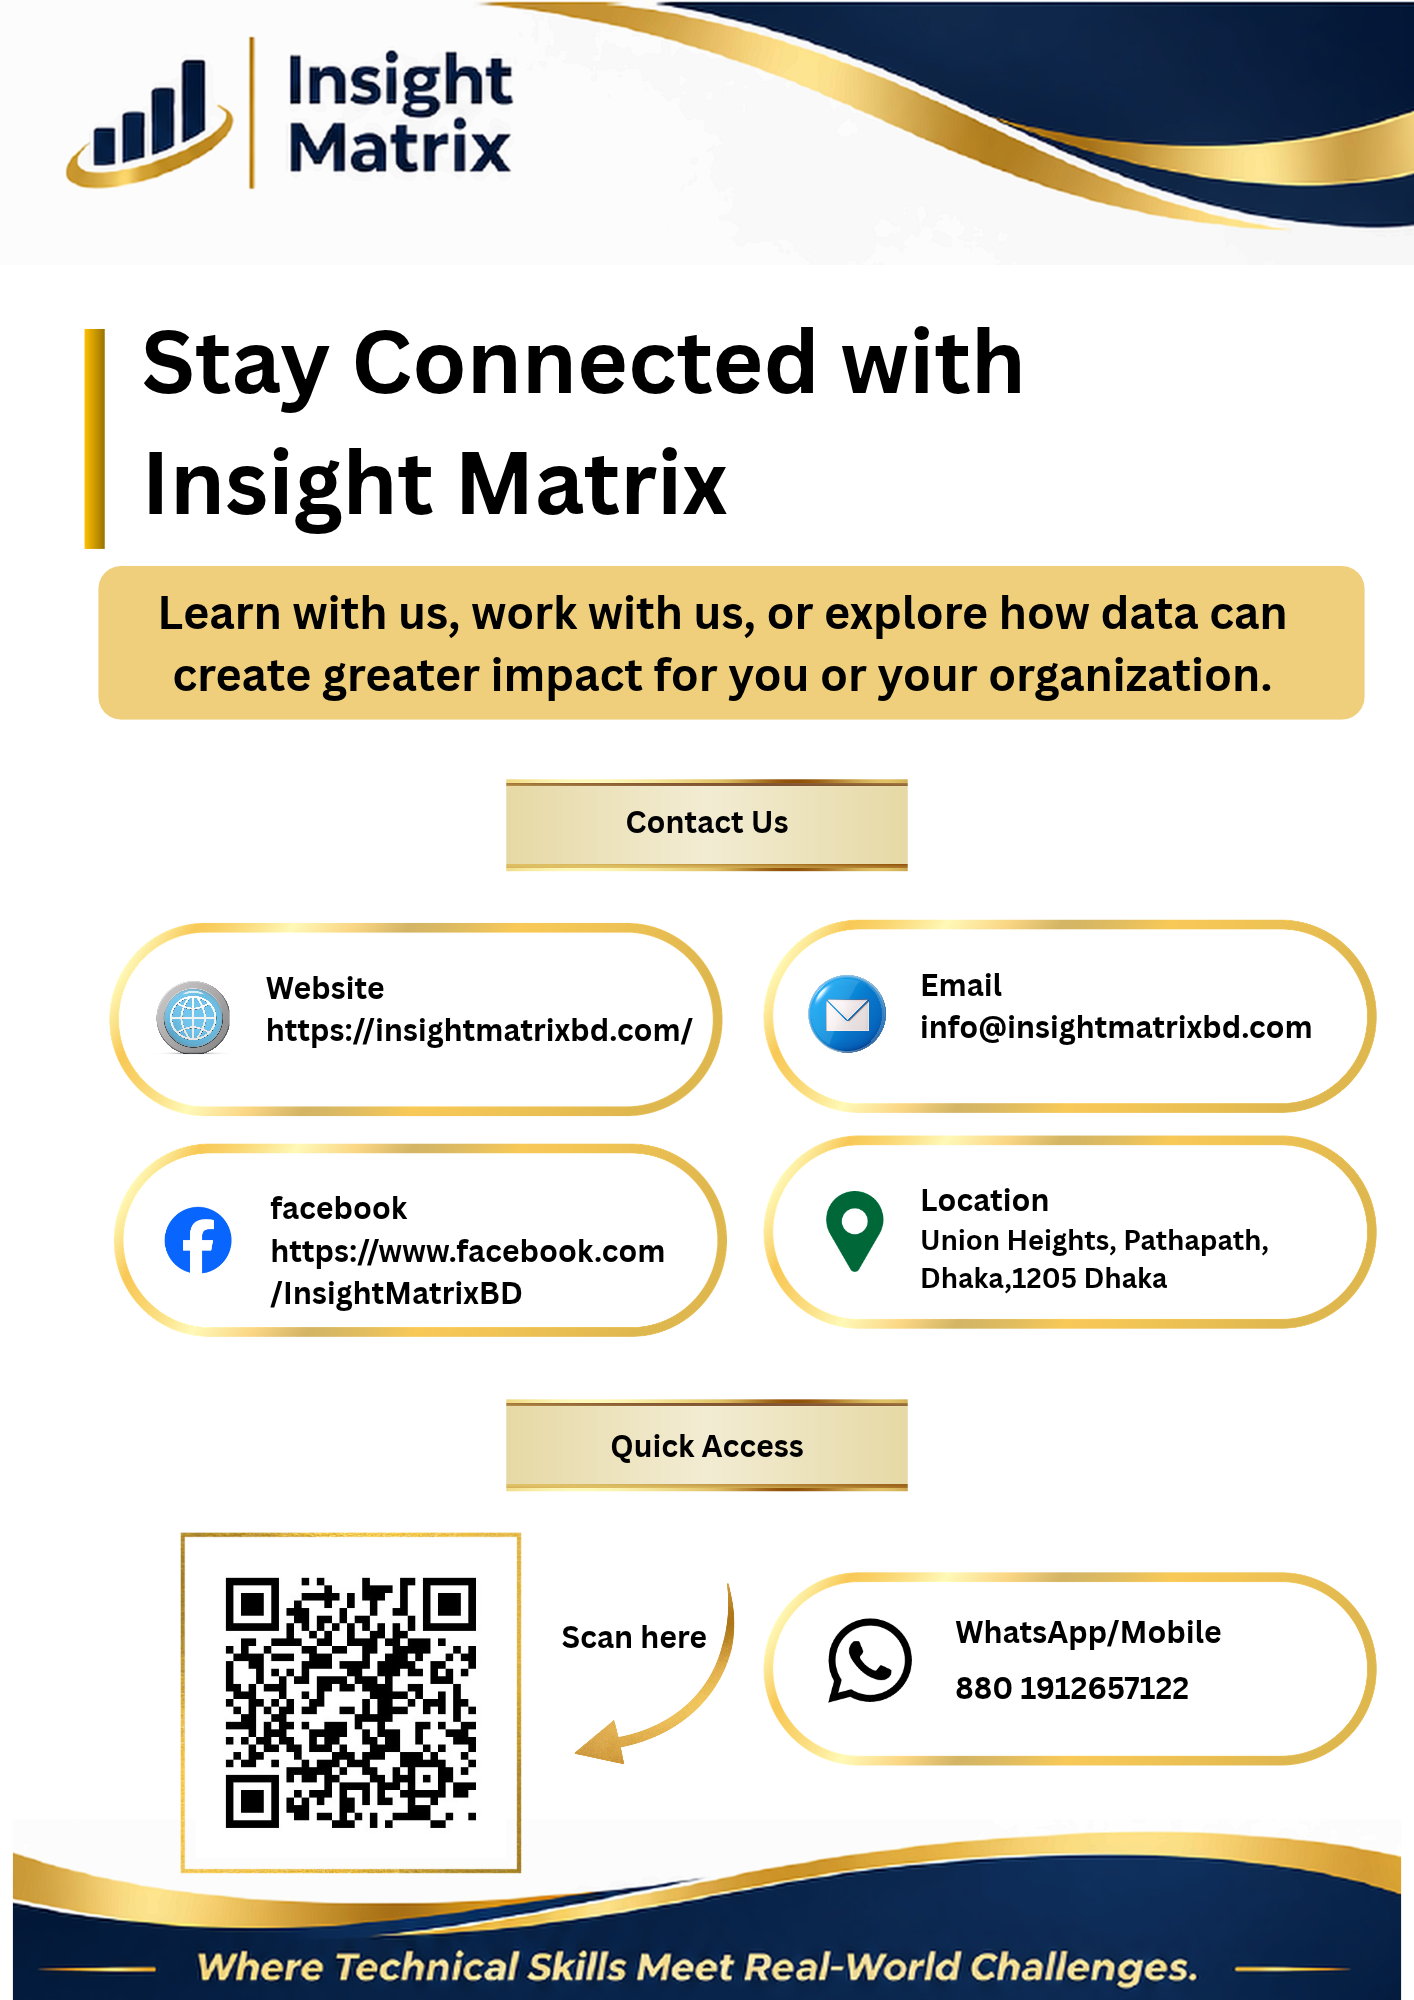 Insight
Matrix
Stay Connected with
Insight Matrix
Learn with us, work with us, or explore how data can
create greater impact for you or your organization.
Contact Us
Website
https://insightmatrixbd.com/
Email
info@insightmatrixbd.com
facebook
https://www.facebook.com
/InsightMatrixBD
Location
Union Heights, Pathapath,
Dhaka,1205 Dhaka
Quick Access
Scan here
WhatsApp/Mobile
880 1912657122
Where Technical Skills Meet Real-World Challenges.